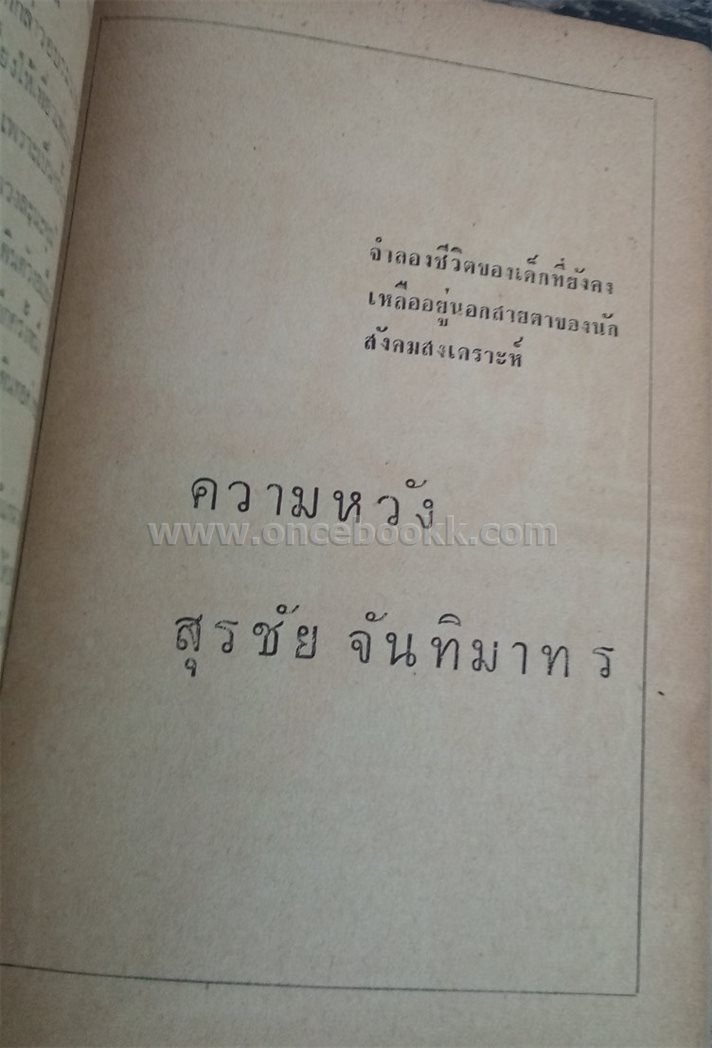 จำลองชีวิตของเด็กที่ยังคง
เหลืออยู่นอกสายตาของนัก
สังคมสงเคราะห์
ความหวัง
www.oncebookk.com
สุรชัย จันทิมาทร